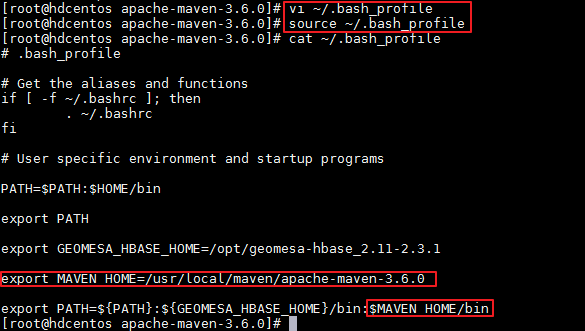 [root@hdcentos apache-maven-3.6.0]# vi ~/.bash_profile
[root@hdcentos apache-maven-3.6.0]# source ~/.bash_profile
[root@hdcentos apache-maven-3.6.0]# cat ~/.bash_profile
# .bash_profile
# Get the aliases and functions
if [ -f ~/.bashrc ]; then
        . ~/.bashrc
fi
# User specific environment and startup programs
PATH=$PATH:$HOME/bin
export PATH
export GEOMESA_HBASE_HOME=/opt/geomesa-hbase_2.11-2.3.1
export MAVEN_HOME=/usr/local/maven/apache-maven-3.6.0
export PATH=${PATH}:${GEOMESA_HBASE_HOME}/bin:$MAVEN_HOME/bin
[root@hdcentos apache-maven-3.6.0]#